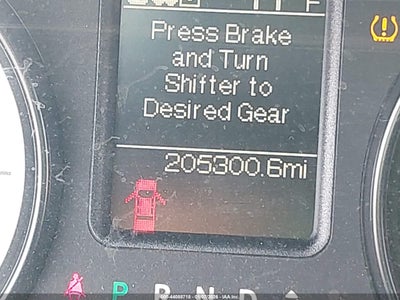 Press Brake
and Turn
Shifter to
Desired Gear
205300.6mi
P R N D